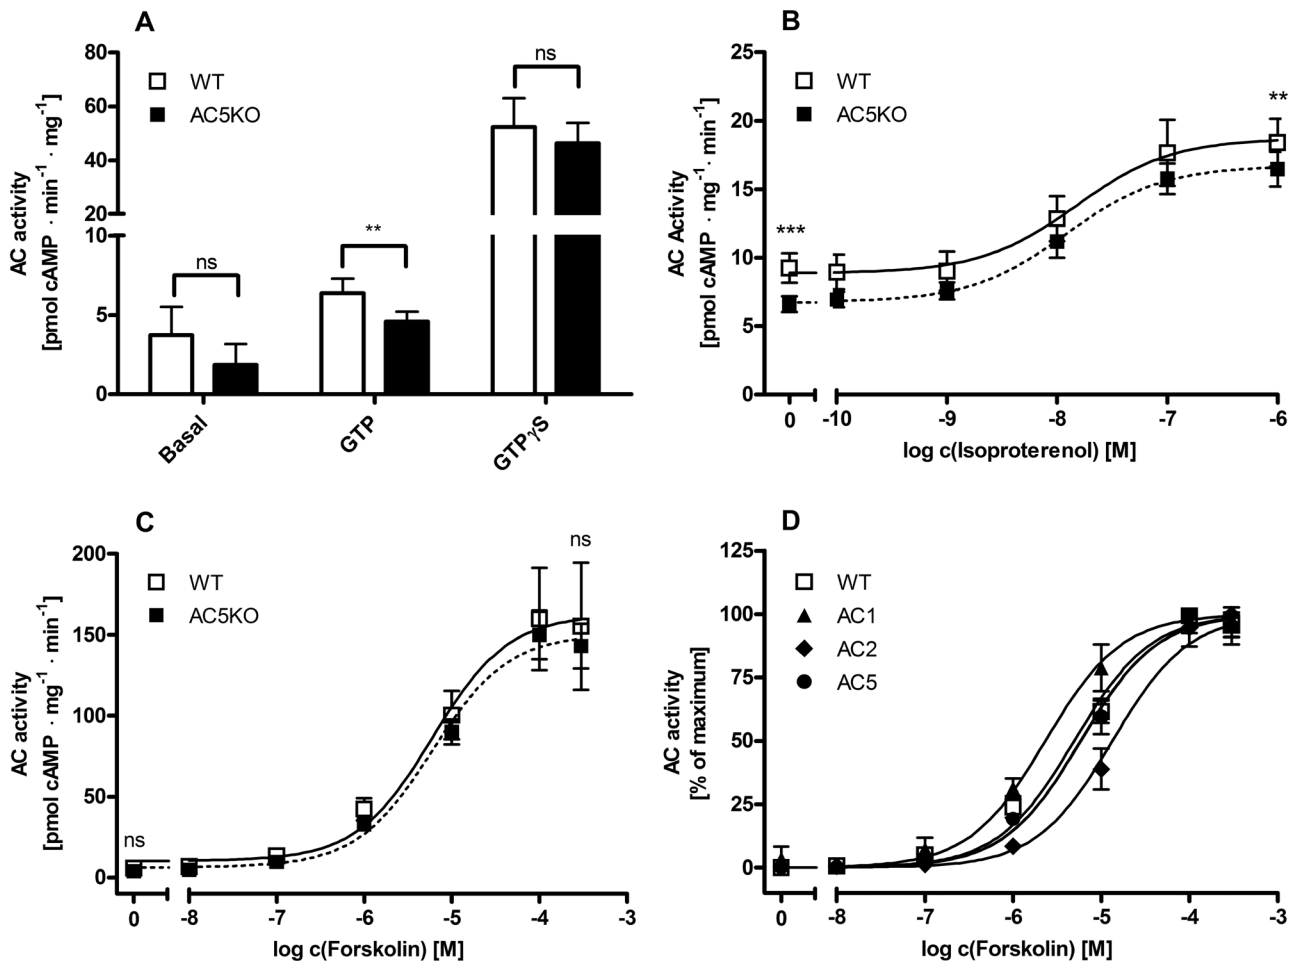 A
80
60
40
20
10
5
0
AC activity
[pmol cAMP · min⁻¹ · mg⁻¹]
WT
AC5KO
ns
**
ns
Basal
GTP
GTPγS
B
25
20
15
10
5
0
AC Activity
[pmol cAMP · mg⁻¹ · min⁻¹]
WT
AC5KO
***
**
0 -10 -9 -8 -7 -6
log c(Isoproterenol) [M]
C
200
150
100
50
0
AC activity
[pmol cAMP · mg⁻¹ · min⁻¹]
WT
AC5KO
ns
ns
0 -8 -7 -6 -5 -4 -3
log c(Forskolin) [M]
D
125
100
75
50
25
0
AC activity
[% of maximum]
WT
AC1
AC2
AC5
0 -8 -7 -6 -5 -4 -3
log c(Forskolin) [M]